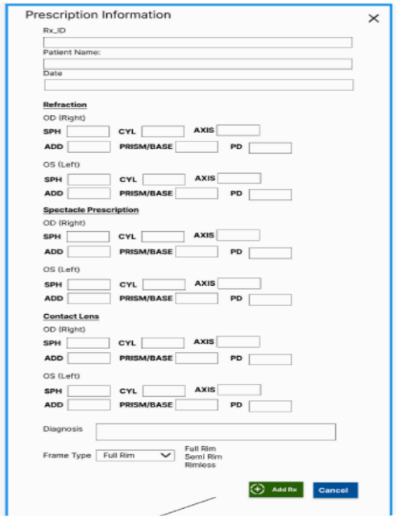 Prescription Information
Rx_ID
Patient Name:
Date
Refraction
OD (Right)
SPH CYL AXIS
ADD PRISM/BASE PD
OS (Left)
SPH CYL AXIS
ADD PRISM/BASE PD
Spectacle Prescription
OD (Right)
SPH CYL AXIS
ADD PRISM/BASE PD
OS (Left)
SPH CYL AXIS
ADD PRISM/BASE PD
Contact Lens
OD (Right)
SPH CYL AXIS
ADD PRISM/BASE PD
OS (Left)
SPH CYL AXIS
ADD PRISM/BASE PD
Diagnosis
Frame Type Full Rim
Full Rim
Semi Rim
Rimless
Add Rx Cancel